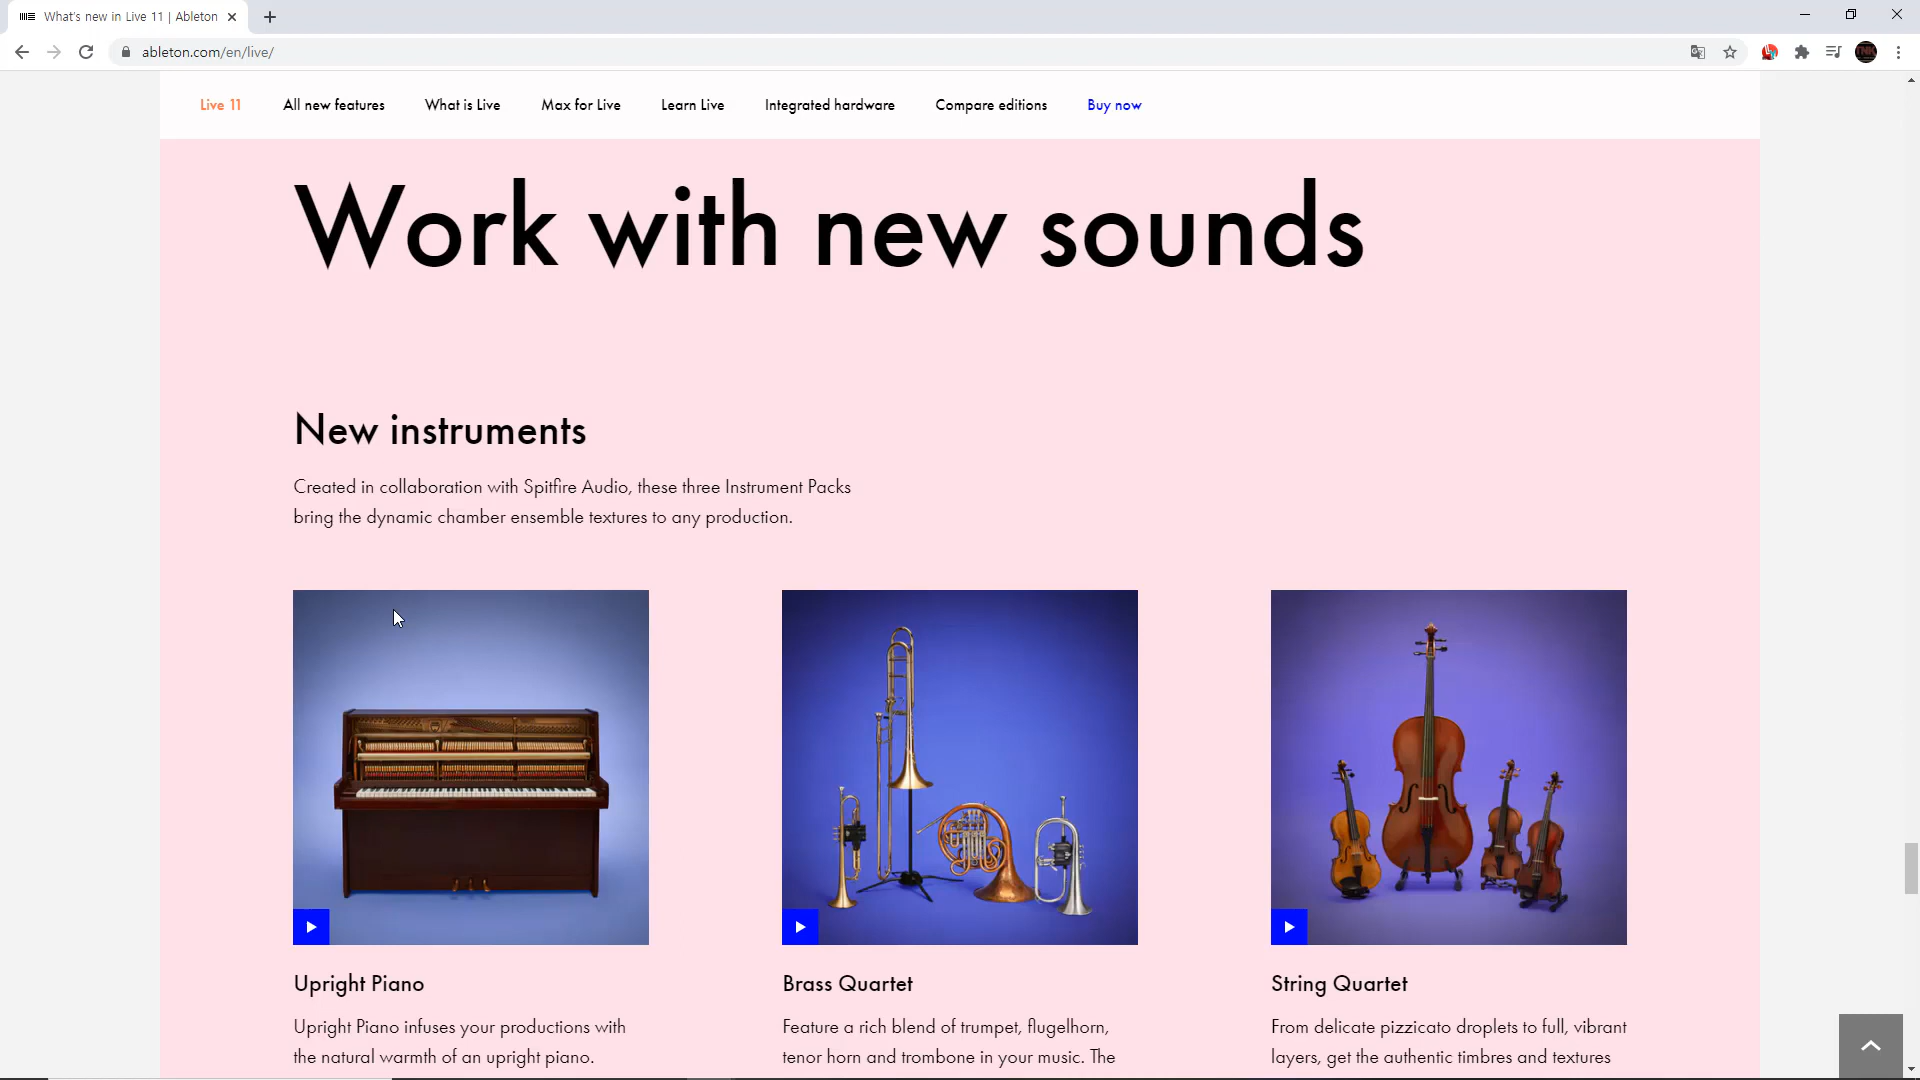 What's new in Live 11 | Ableton
ableton.com/en/live/
TNK
Live 11 All new features What is Live Max for Live Learn Live Integrated hardware Compare editions Buy now
Work with new sounds
New instruments
Created in collaboration with Spitfire Audio, these three Instrument Packs
bring the dynamic chamber ensemble textures to any production.
Upright Piano
Upright Piano infuses your productions with
the natural warmth of an upright piano.
Brass Quartet
Feature a rich blend of trumpet, flugelhorn,
tenor horn and trombone in your music. The
String Quartet
From delicate pizzicato droplets to full, vibrant
layers, get the authentic timbres and textures